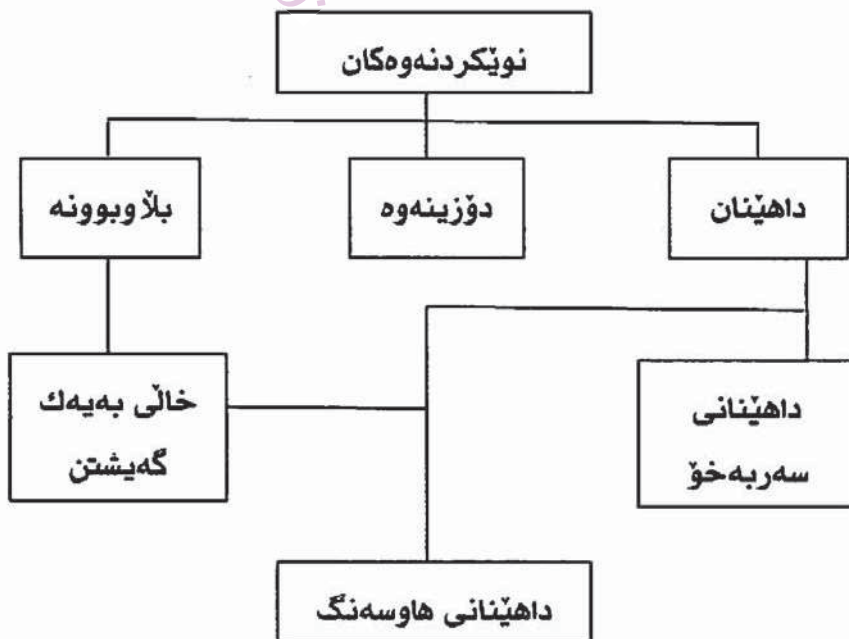 نوێکردنەوەکان
داهێنان
دۆزینەوە
بڵاوبوونە
داهێنانی
سەربەخۆ
خاڵی بەیەك
گەیشتن
داهێنانی هاوسەنگ